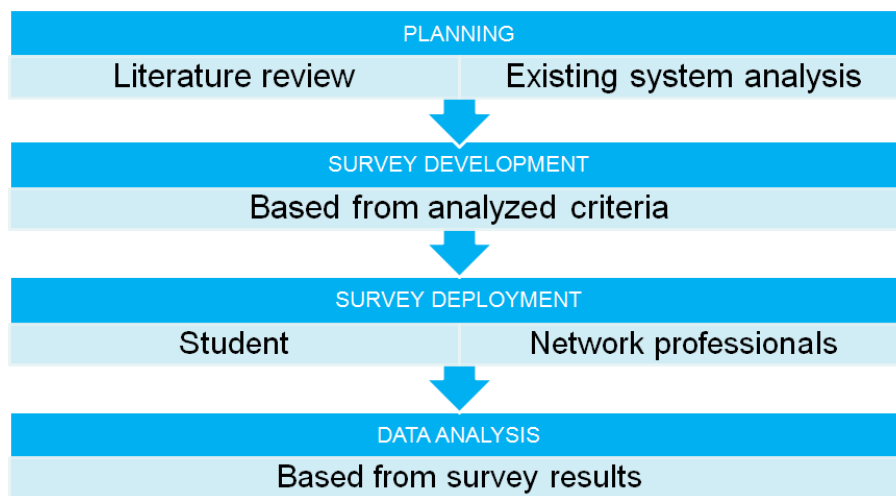 PLANNING
Literature review
Existing system analysis
SURVEY DEVELOPMENT
Based from analyzed criteria
SURVEY DEPLOYMENT
Student
Network professionals
DATA ANALYSIS
Based from survey results